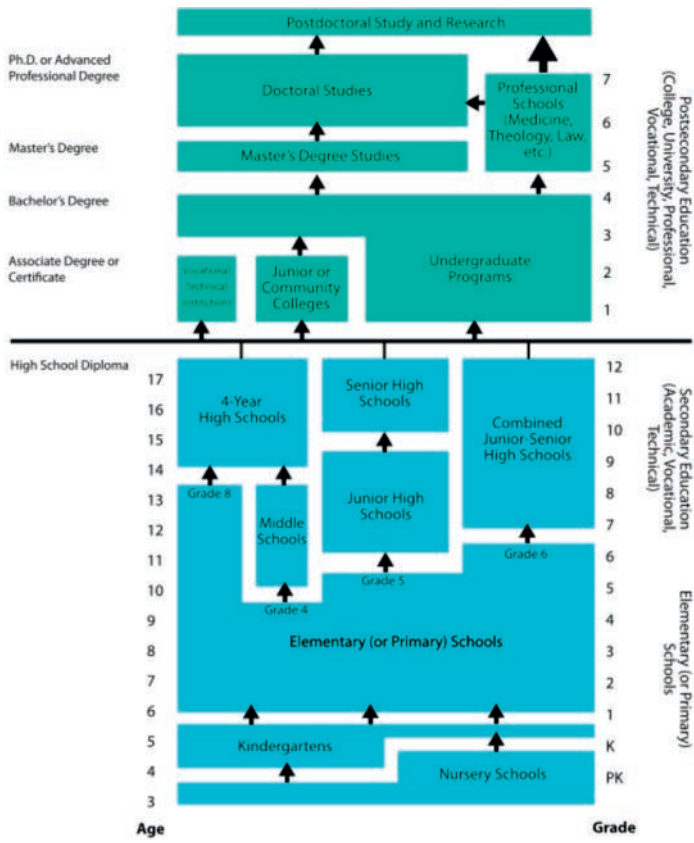 Postdoctoral Study and Research
Ph.D. or Advanced
Professional Degree
Doctoral Studies
Professional
Schools
(Medicine,
Theology, Law,
etc.)
7
6
5
Master's Degree
Master's Degree Studies
Bachelor's Degree
4
3
Associate Degree or
Certificate
Vocational
Technical
Institutions
Junior or
Community
Colleges
Undergraduate
Programs
2
1
Postsecondary Education
(College, University, Professional,
Vocational, Technical)
High School Diploma
17
16
15
14
13
12
11
10
9
8
7
6
5
4
3
Age
4-Year
High Schools
Senior High
Schools
Combined
Junior-Senior
High Schools
Grade 8
Middle
Schools
Junior High
Schools
Grade 6
Grade 5
Grade 4
Elementary (or Primary) Schools
Kindergartens
Nursery Schools
12
11
10
9
8
7
6
5
4
3
2
1
K
PK
Grade
Secondary Education
(Academic, Vocational,
Technical)
Elementary (or Primary)
Schools